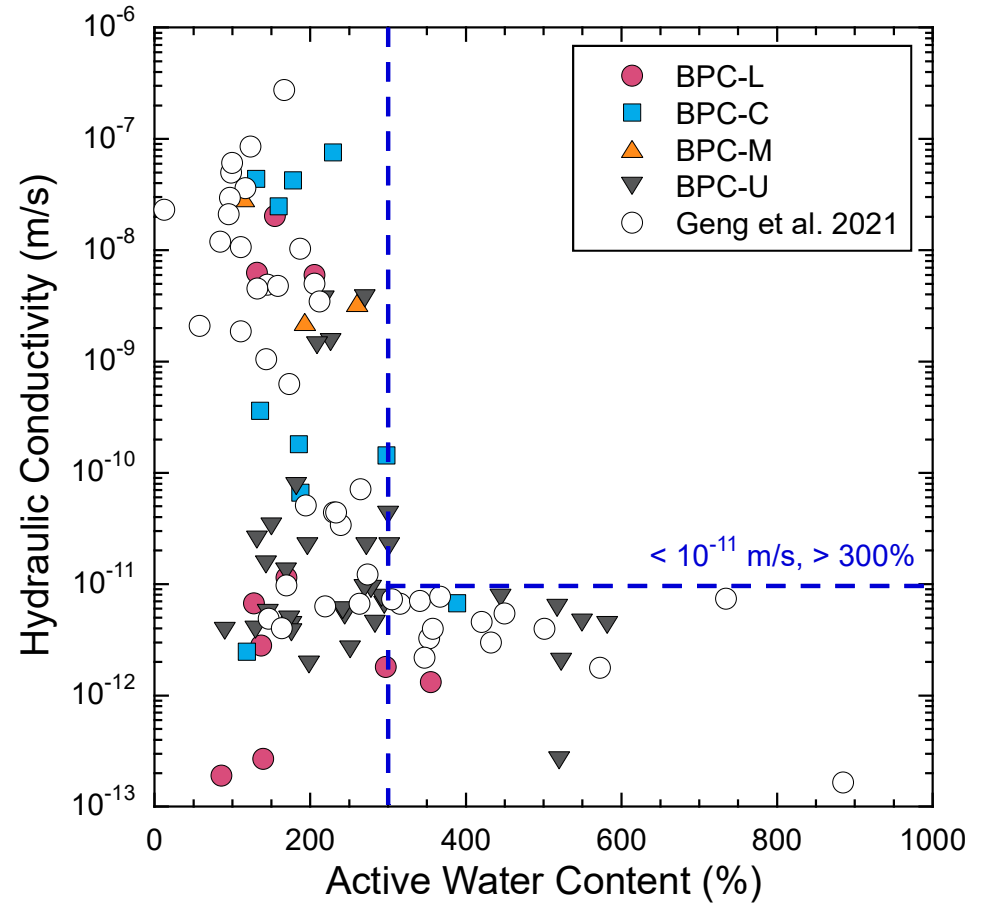 10⁻⁶
10⁻⁷
10⁻⁸
10⁻⁹
10⁻¹⁰
10⁻¹¹
10⁻¹²
10⁻¹³
Hydraulic Conductivity (m/s)
BPC-L
BPC-C
BPC-M
BPC-U
Geng et al. 2021
< 10⁻¹¹ m/s, > 300%
0 200 400 600 800 1000
Active Water Content (%)